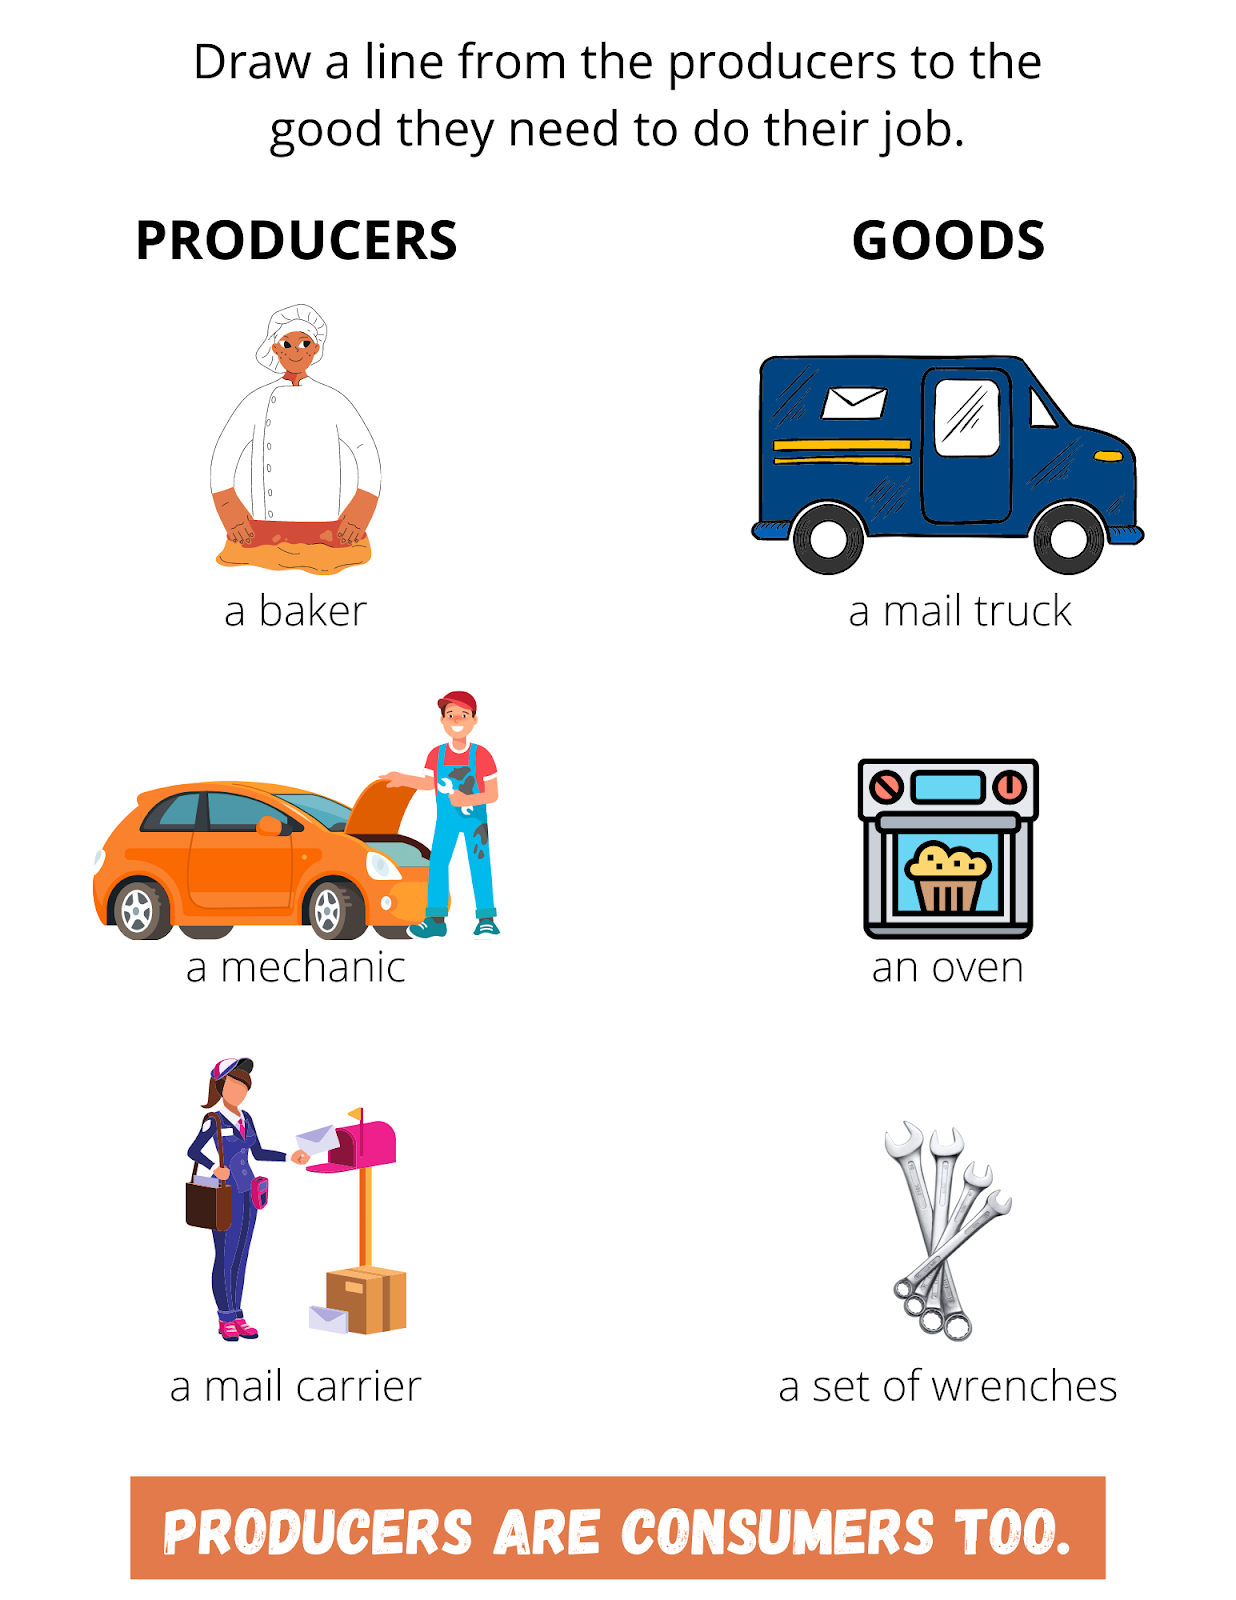 Draw a line from the producers to the
good they need to do their job.
PRODUCERS
GOODS
a baker
a mail truck
a mechanic
an oven
a mail carrier
a set of wrenches
PRODUCERS ARE CONSUMERS TOO.